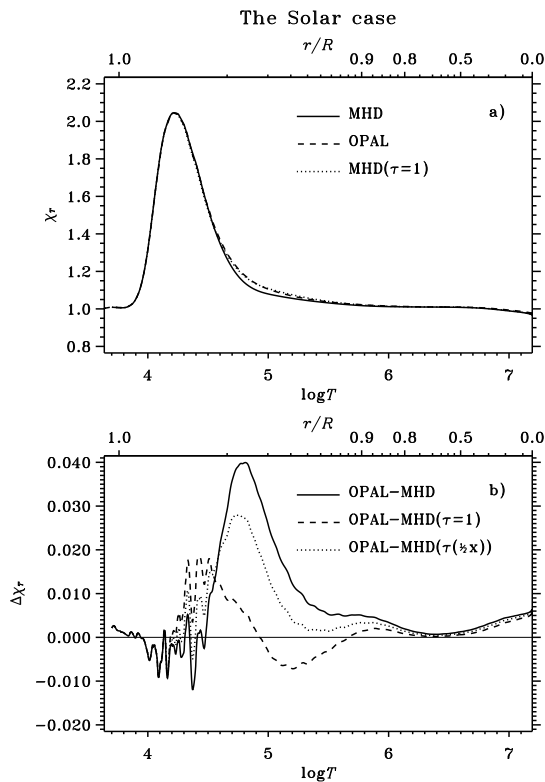 The Solar case
r/R
1.0 0.9 0.8 0.5 0.0
χT
2.2
2.0
1.8
1.6
1.4
1.2
1.0
0.8
MHD
OPAL
MHD(τ=1)
a)
4 5 6 7
logT
r/R
1.0 0.9 0.8 0.5 0.0
ΔχT
0.040
0.030
0.020
0.010
0.000
−0.010
−0.020
OPAL−MHD
OPAL−MHD(τ=1)
OPAL−MHD(τ(½x))
b)
4 5 6 7
logT